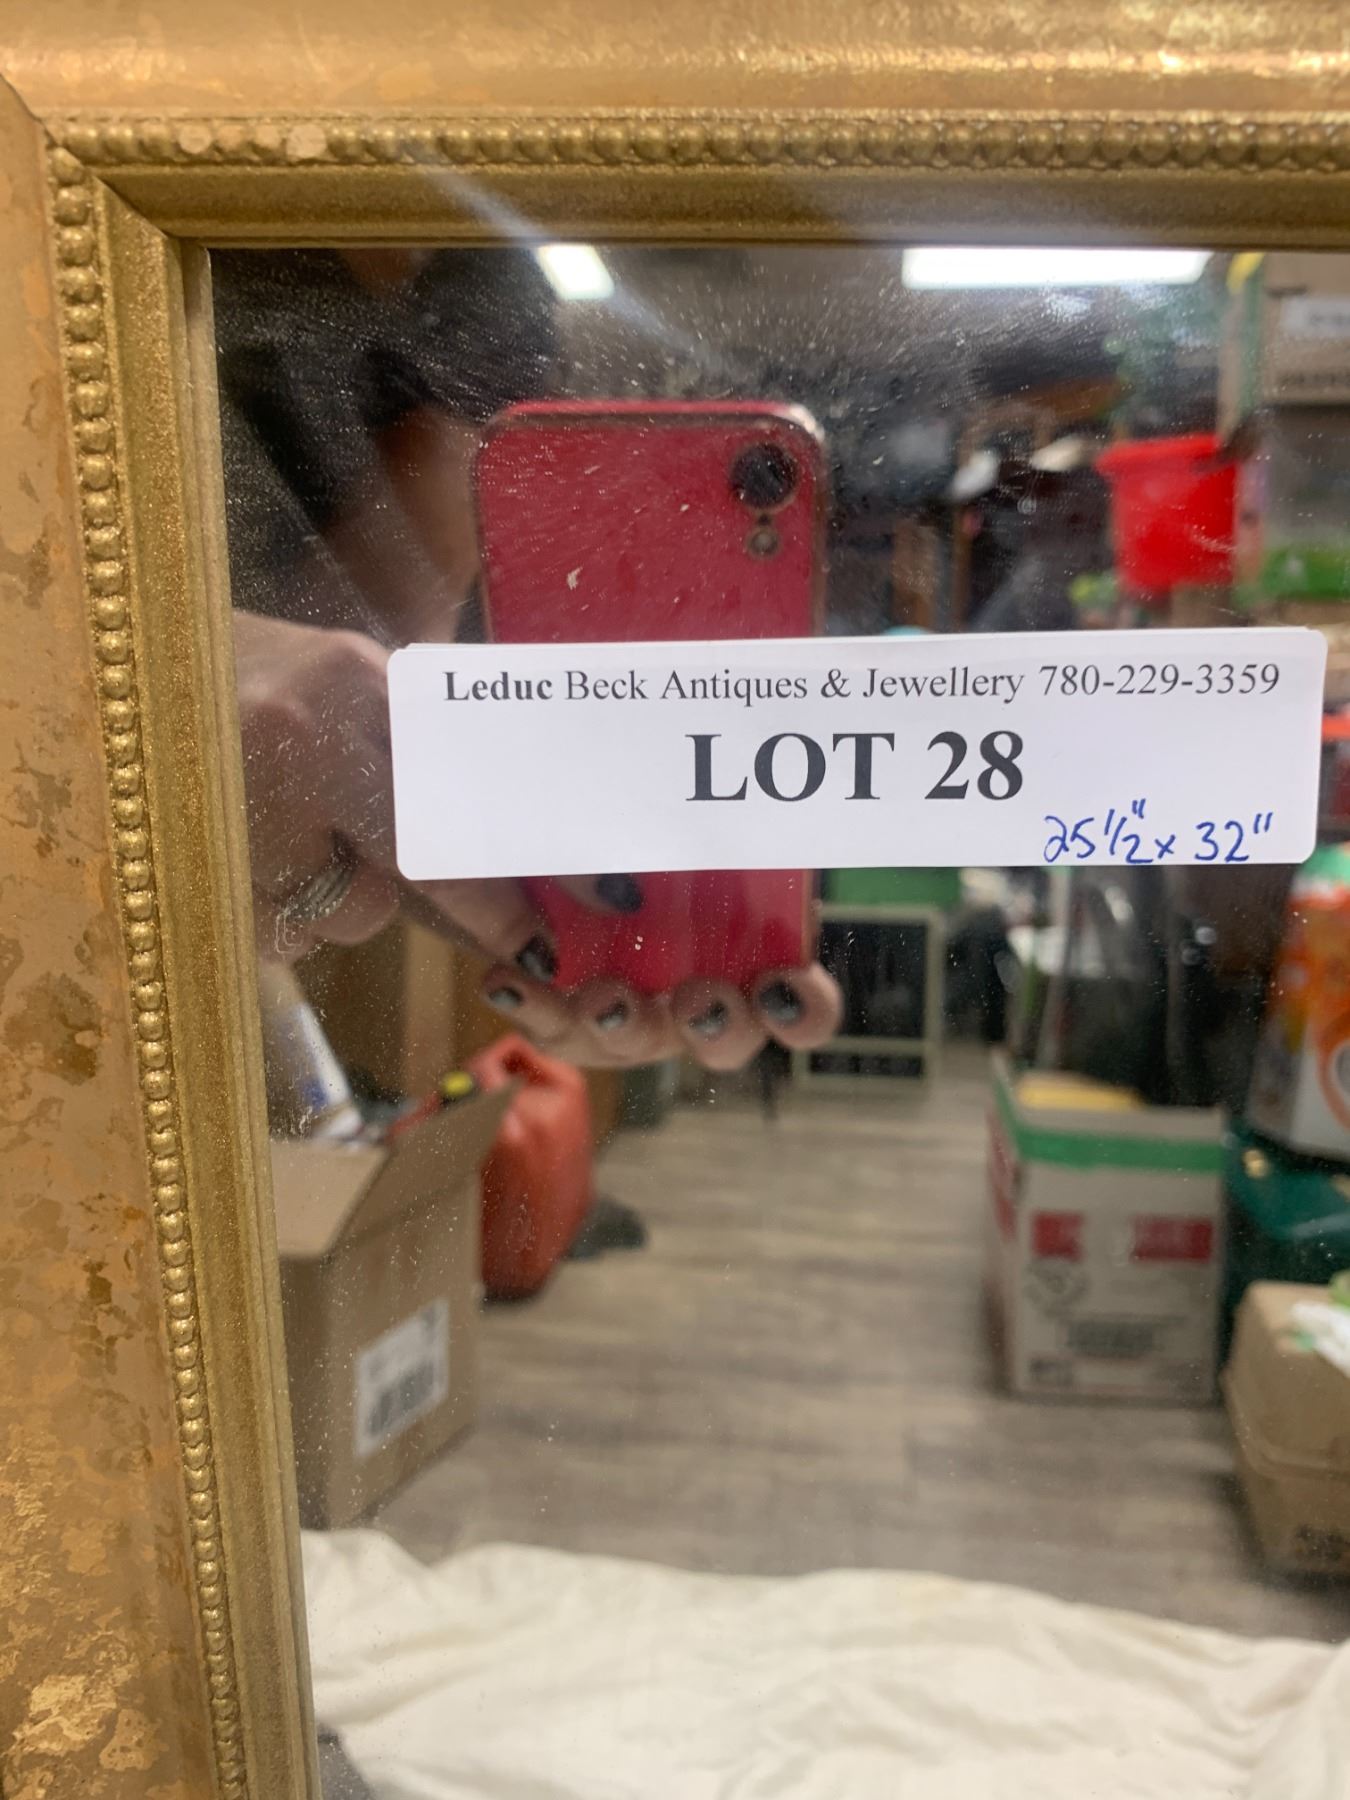 Leduc Beck Antiques & Jewellery 780-229-3359
LOT 28
25½" x 32"